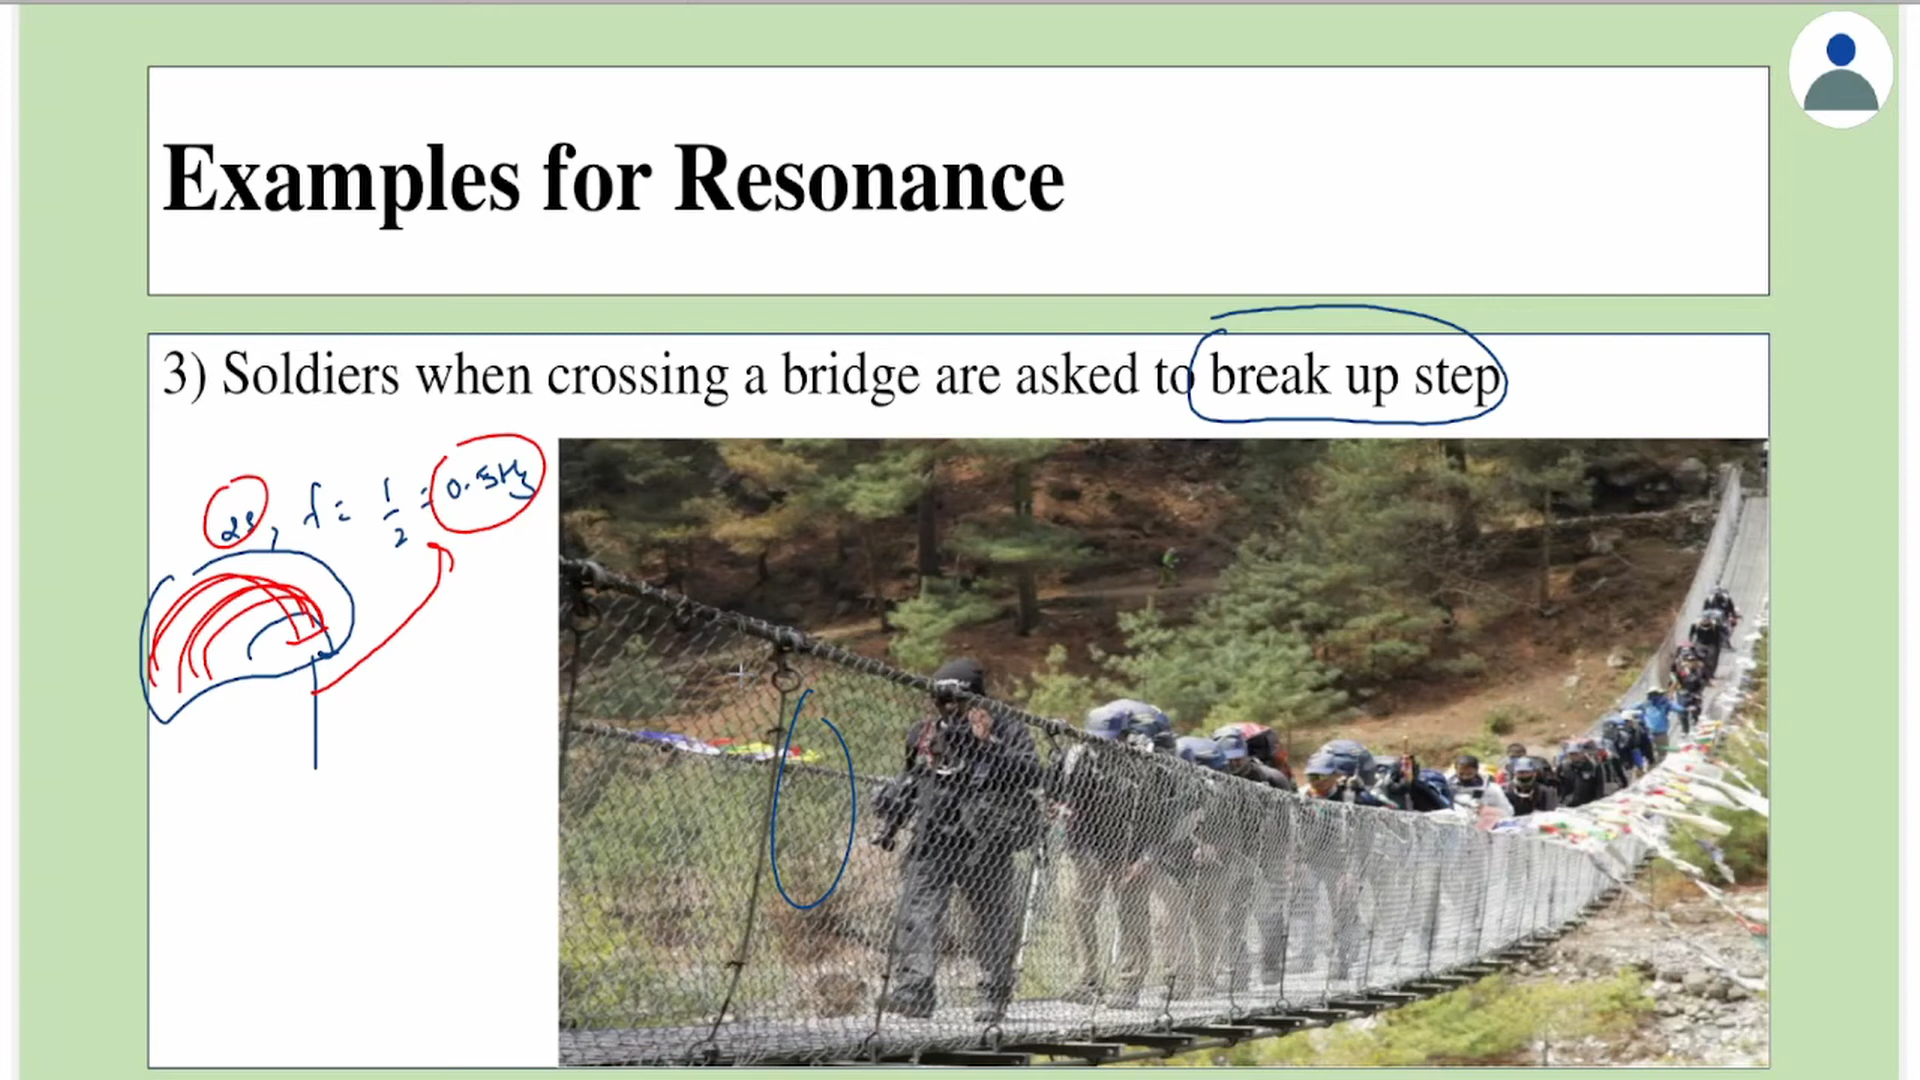 Examples for Resonance
3) Soldiers when crossing a bridge are asked to break up step
2s, f = 1/2 = 0.5Hz